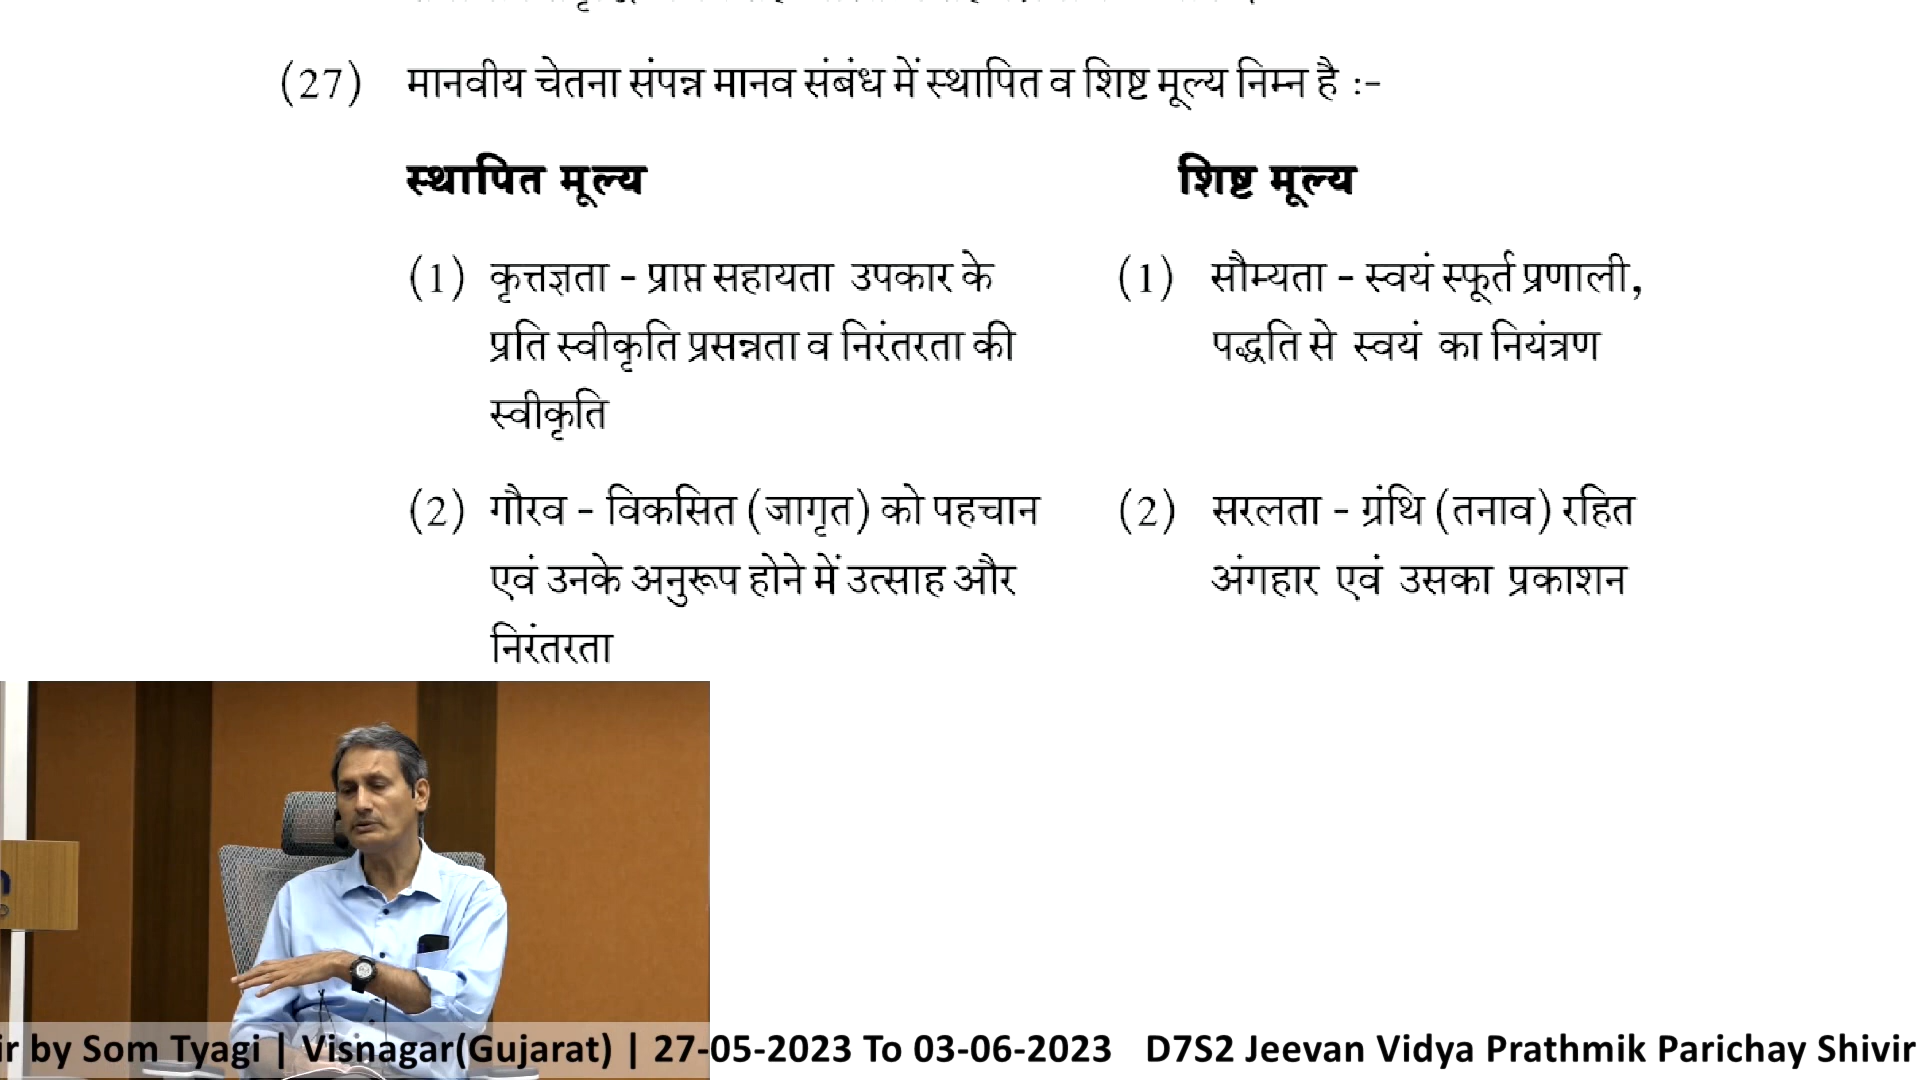 (27) मानवीय चेतना संपन्न मानव संबंध में स्थापित व शिष्ट मूल्य निम्न है :-
स्थापित मूल्य
शिष्ट मूल्य
(1) कृत्तज्ञता - प्राप्त सहायता उपकार के
प्रति स्वीकृति प्रसन्नता व निरंतरता की
स्वीकृति
(1) सौम्यता - स्वयं स्फूर्त प्रणाली,
पद्धति से स्वयं का नियंत्रण
(2) गौरव - विकसित (जागृत) को पहचान
एवं उनके अनुरूप होने में उत्साह और
निरंतरता
(2) सरलता - ग्रंथि (तनाव) रहित
अंगहार एवं उसका प्रकाशन
by Som Tyagi | Visnagar(Gujarat) | 27-05-2023 To 03-06-2023 D7S2 Jeevan Vidya Prathmik Parichay Shivir